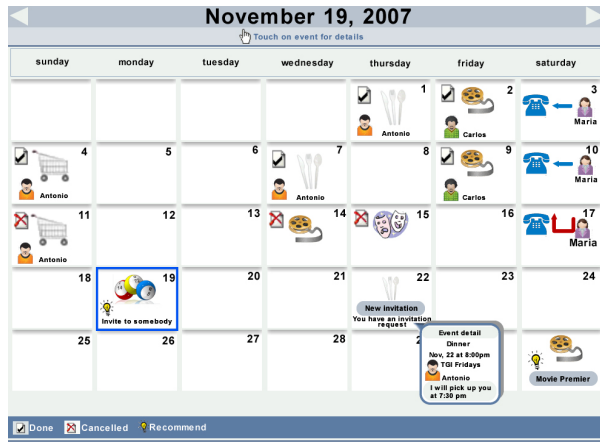 November 19, 2007
Touch on event for details
sunday monday tuesday wednesday thursday friday saturday
1 2 3
Antonio Carlos Maria
4 5 6 7 8 9 10
Antonio Antonio Carlos Maria
11 12 13 14 15 16 17
Antonio Maria
18 19 20 21 22 23 24
Invite to somebody
New invitation
You have an invitation
request
25 26 27 28
Event detail
Dinner
Nov, 22 at 8:00pm
TGI Fridays
Antonio
I will pick up you
at 7:30 pm
Movie Premier
Done Cancelled Recommend